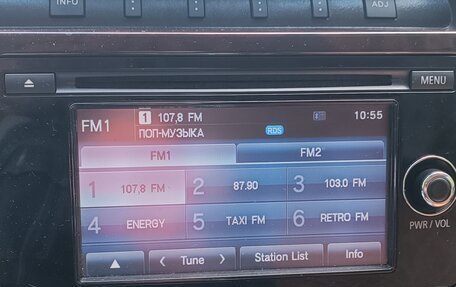 INFO
ADJ
MENU
FM1 1 107,8 FM 10:55
ПОП-МУЗЫКА RDS
FM1 FM2
1 107,8 FM 2 87.90 3 103.0 FM
4 ENERGY 5 TAXI FM 6 RETRO FM
Tune Station List Info
PWR / VOL